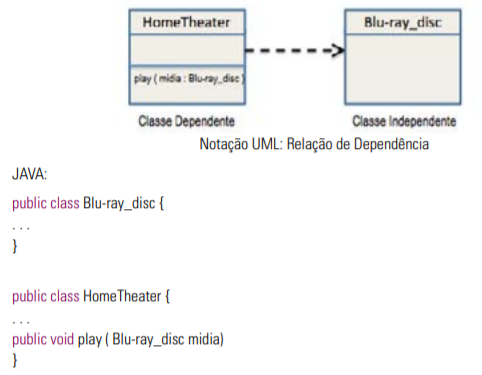 HomeTheater
Blu-ray_disc
play ( midia : Blu-ray_disc )
Classe Dependente
Classe Independente
Notação UML: Relação de Dependência
JAVA:
public class Blu-ray_disc {
. . .
}
public class HomeTheater {
. . .
public void play ( Blu-ray_disc midia)
}